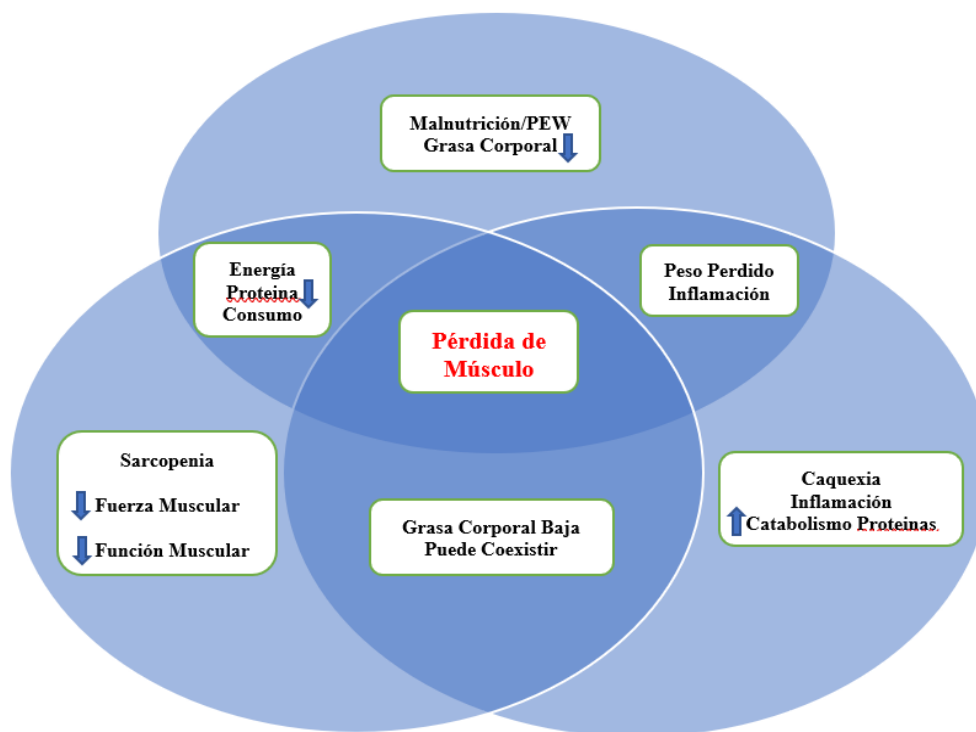 Malnutrición/PEW
Grasa Corporal
Energía
Proteina
Consumo
Peso Perdido
Inflamación
Pérdida de
Músculo
Sarcopenia
Fuerza Muscular
Función Muscular
Grasa Corporal Baja
Puede Coexistir
Caquexia
Inflamación
Catabolismo Proteinas.